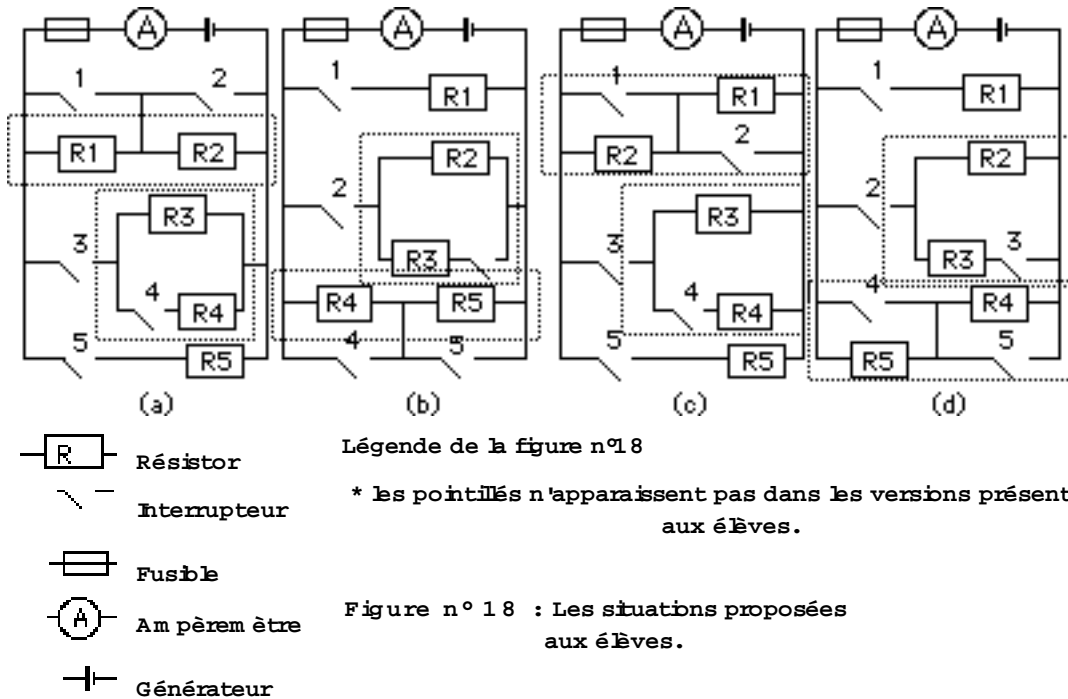 A A A A
1 2 1 1 1
R1 R1 R1
R1 R2 R2 R2 2 R2
3 R3 2 R3 3 R3 2 R3 3
4 R4 R4 R5 4 R4 4 R4
5 R5 4 5 5 R5 R5 5
(a) (b) (c) (d)
R Résistor
Légende de la figure n°18
Interrupteur
* les pointillés n'apparaissent pas dans les versions présent
aux élèves.
Fusible
A Ampèremètre
Figure n° 18 : Les situations proposées
aux élèves.
Générateur